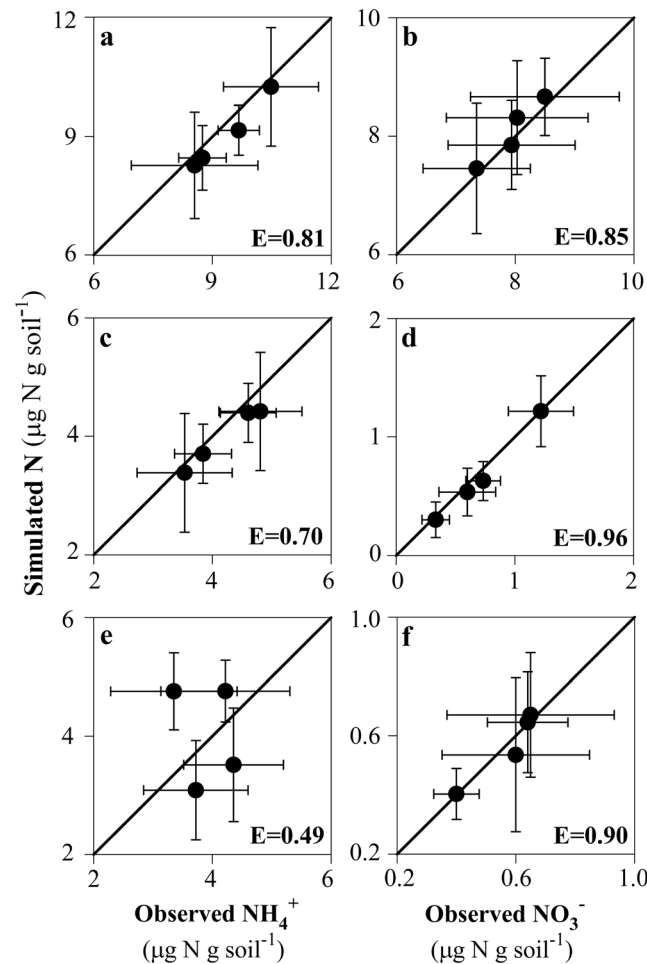 12
a
9
6
E=0.81
6
9
12
10
b
8
6
E=0.85
6
8
10
Simulated N (µg N g soil⁻¹)
6
c
4
2
E=0.70
2
4
6
2
d
1
0
E=0.96
0
1
2
6
e
4
2
E=0.49
2
4
6
1.0
f
0.6
0.2
E=0.90
0.2
0.6
1.0
Observed NH₄⁺
(µg N g soil⁻¹)
Observed NO₃⁻
(µg N g soil⁻¹)